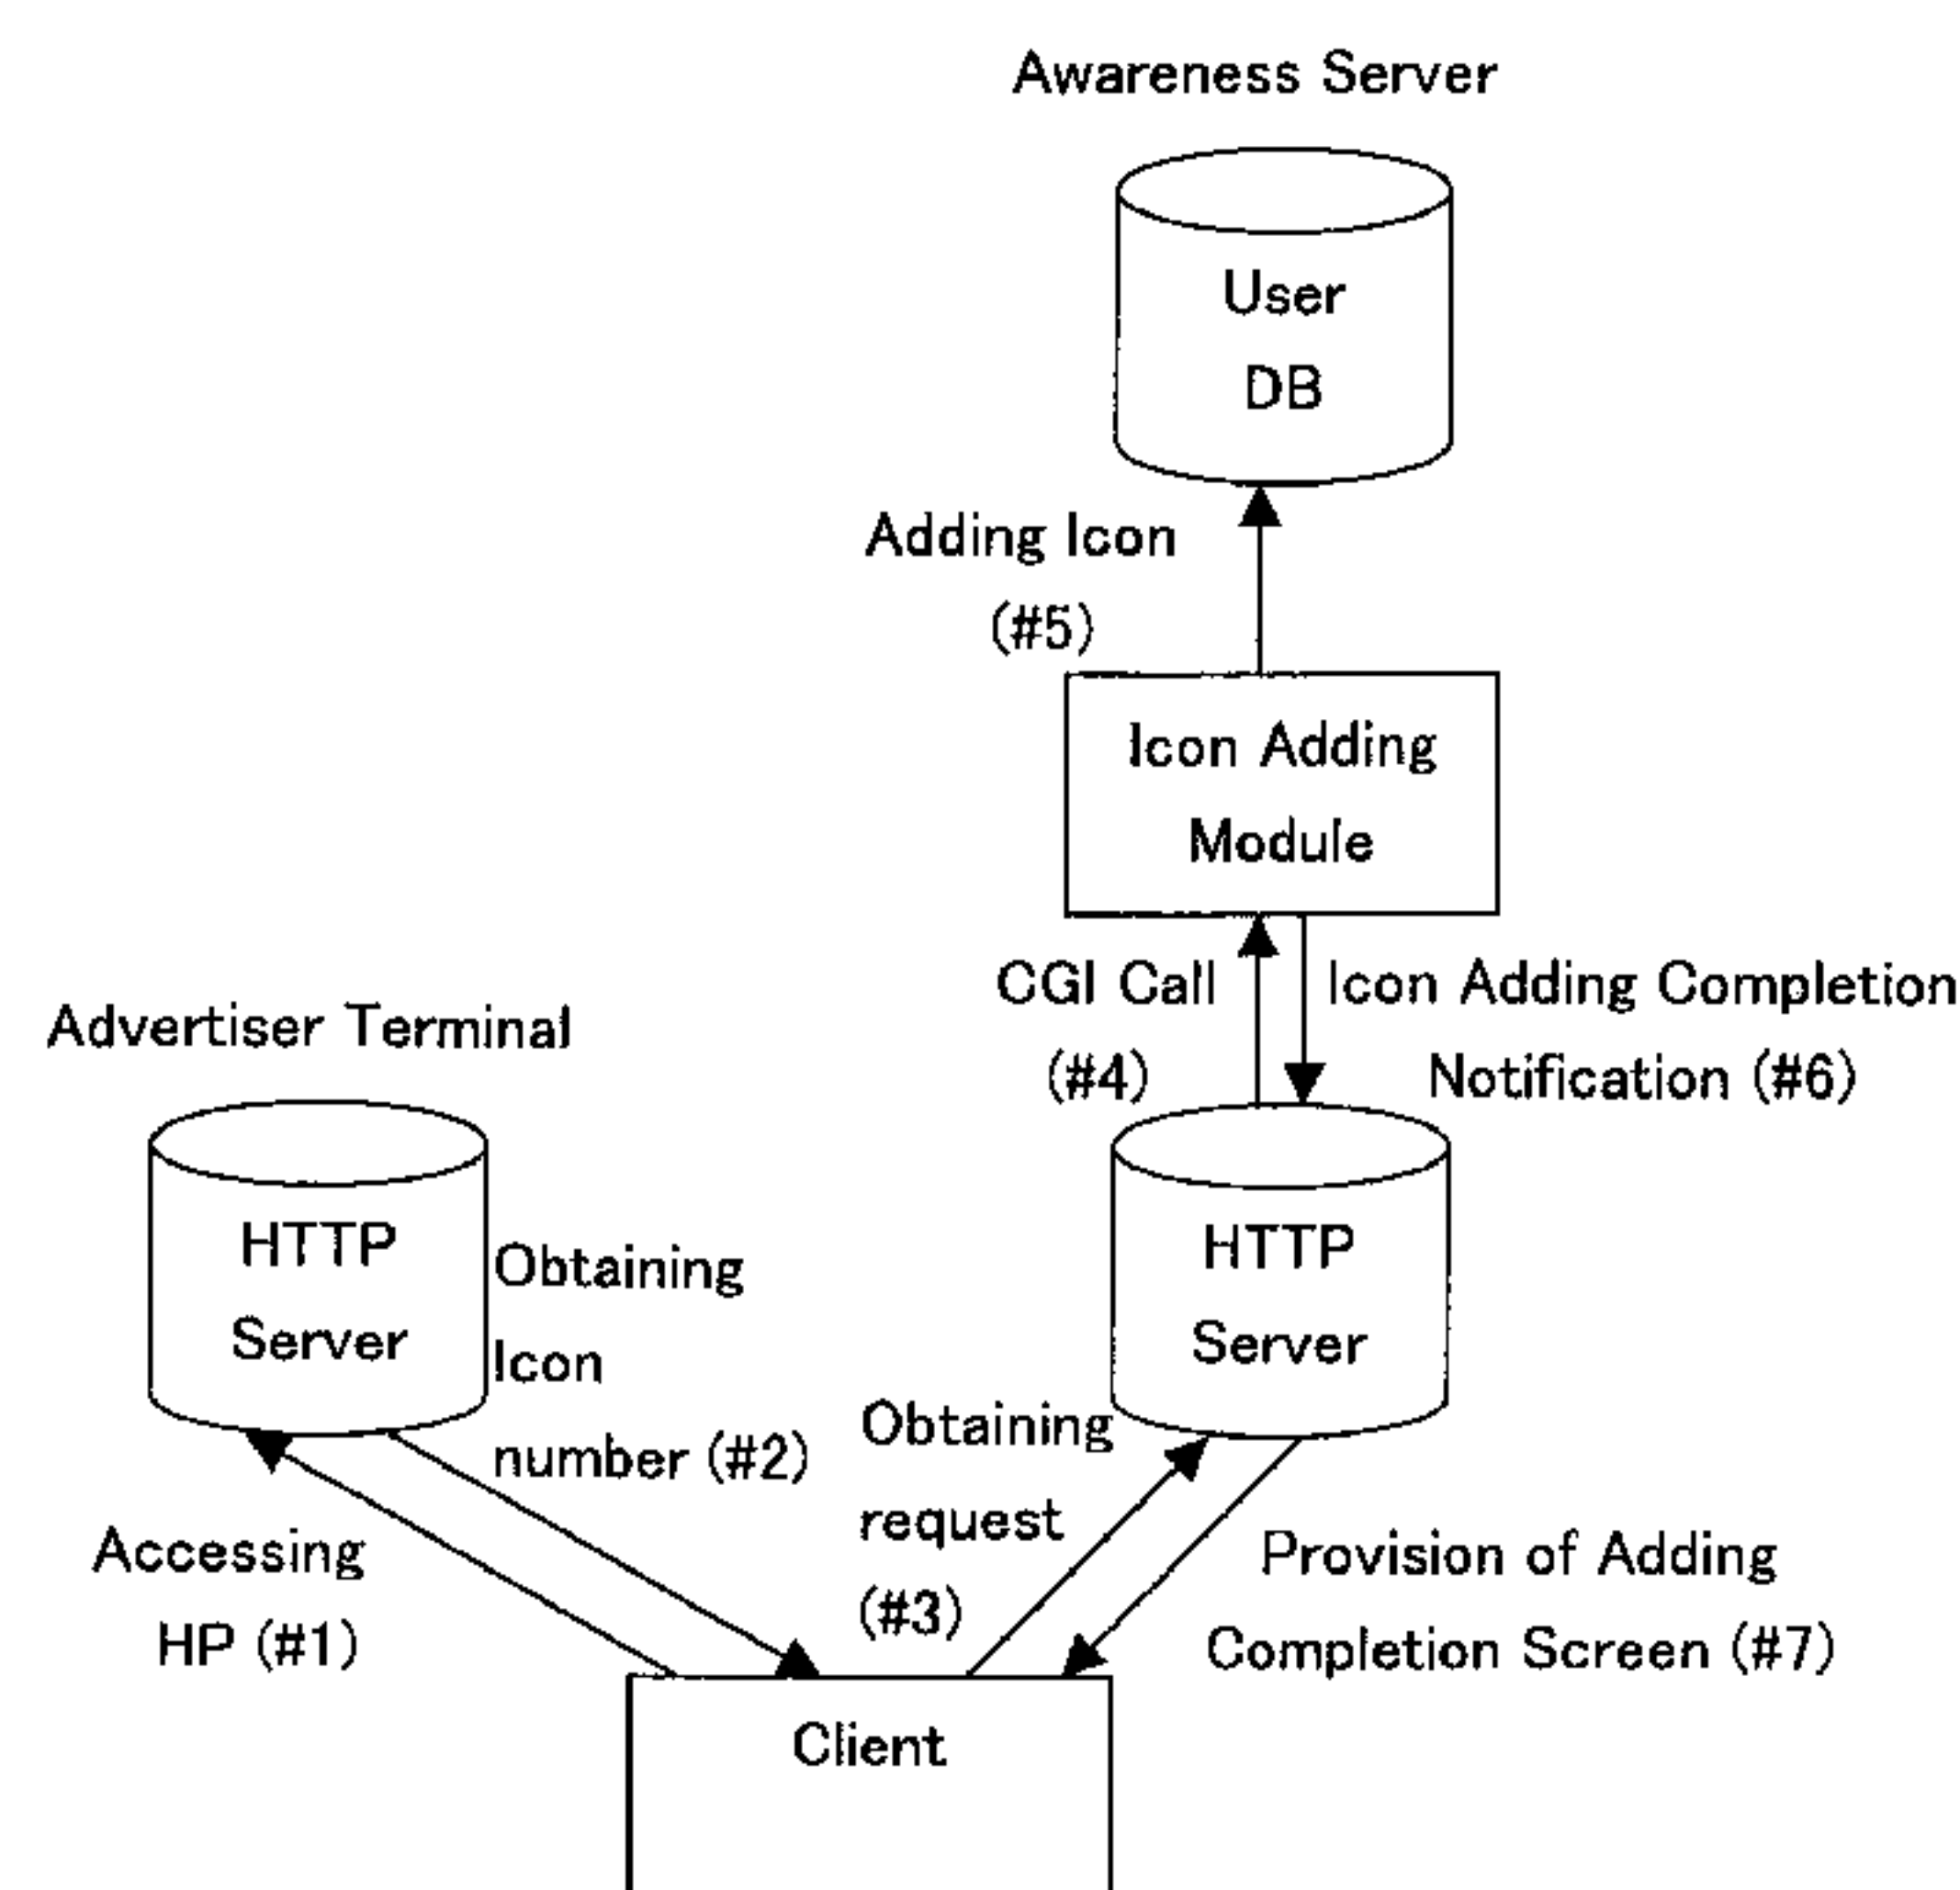 Awareness Server
User
DB
Adding Icon
(#5)
Icon Adding
Module
CGI Call
(#4)
Icon Adding Completion
Notification (#6)
Advertiser Terminal
HTTP
Server
Obtaining
Icon
number (#2)
HTTP
Server
Accessing
HP (#1)
Obtaining
request
(#3)
Provision of Adding
Completion Screen (#7)
Client